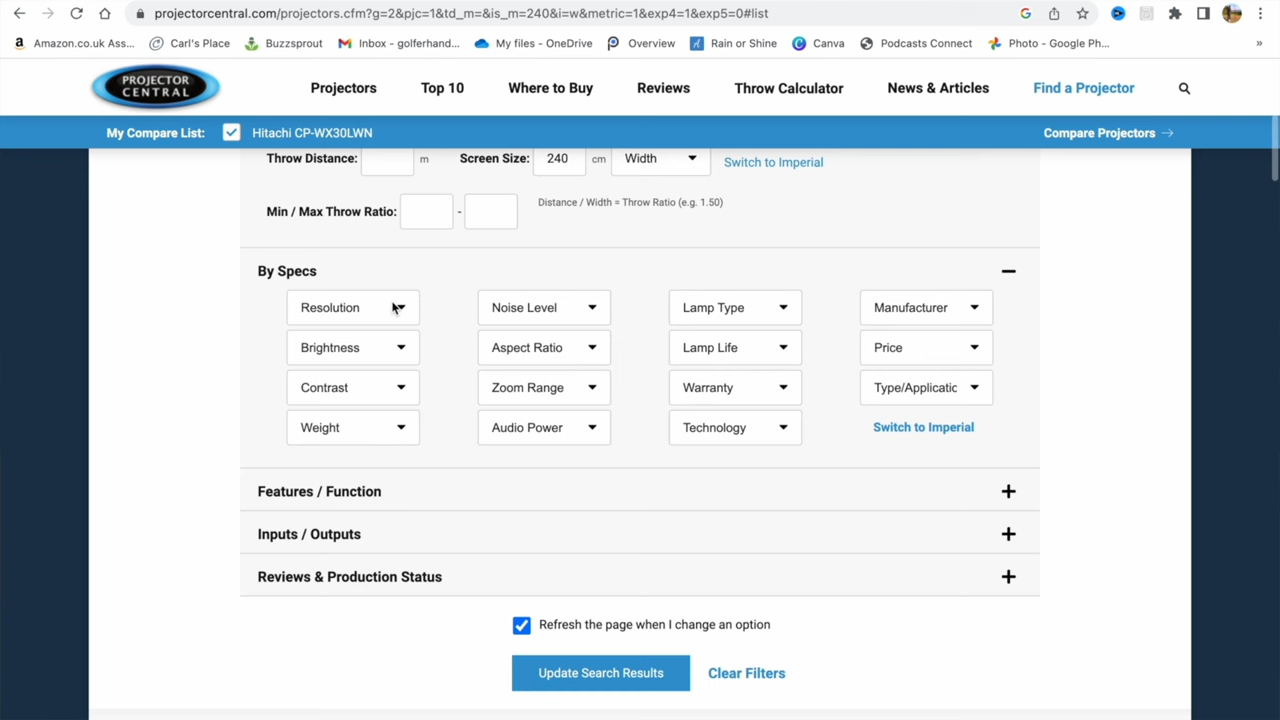 projectorcentral.com/projectors.cfm?g=2&pjc=1&td_m=&is_m=240&i=w&metric=1&exp4=1&exp5=0#list
Amazon.co.uk Ass... Carl's Place Buzzsprout Inbox - golferhand... My files - OneDrive Overview Rain or Shine Canva Podcasts Connect Photo - Google Ph... »
PROJECTOR
CENTRAL
Projectors Top 10 Where to Buy Reviews Throw Calculator News & Articles Find a Projector
My Compare List: Hitachi CP-WX30LWN Compare Projectors →
Throw Distance: m Screen Size: 240 cm Width Switch to Imperial
Min / Max Throw Ratio: - Distance / Width = Throw Ratio (e.g. 1.50)
By Specs
Resolution Noise Level Lamp Type Manufacturer
Brightness Aspect Ratio Lamp Life Price
Contrast Zoom Range Warranty Type/Applicatic
Weight Audio Power Technology Switch to Imperial
Features / Function
Inputs / Outputs
Reviews & Production Status
Refresh the page when I change an option
Update Search Results Clear Filters